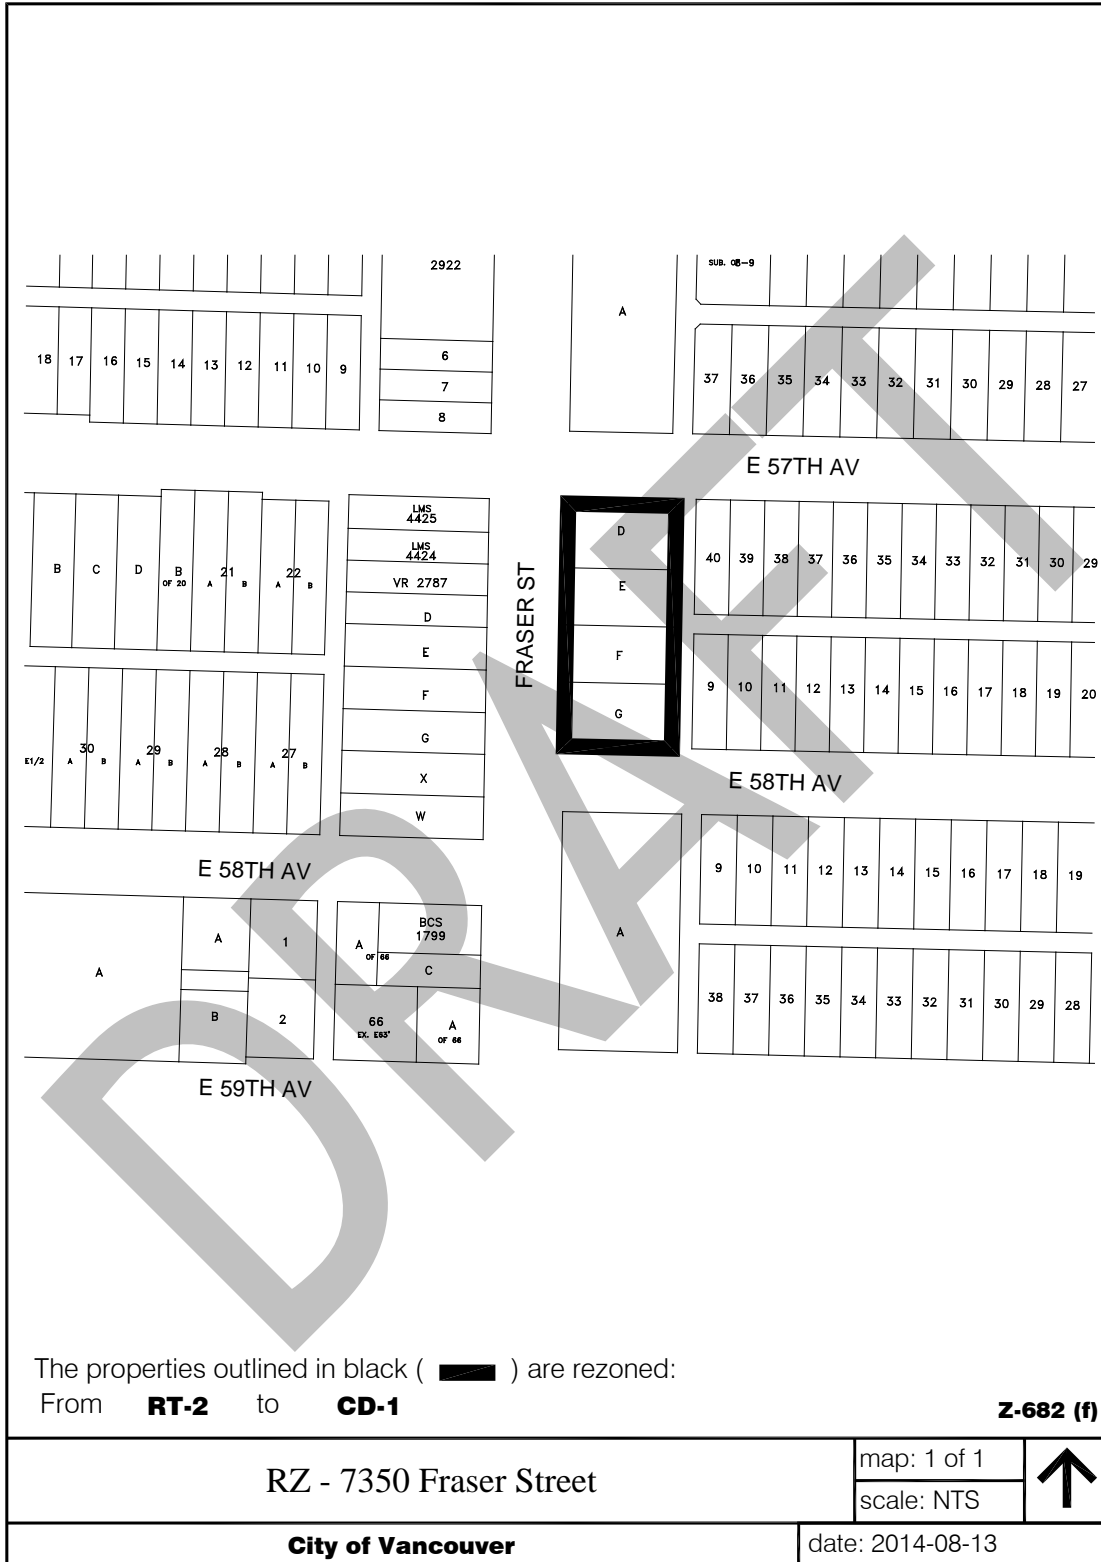 2922
SUB. OF 8-9
A
18 17 16 15 14 13 12 11 10 9
6
7
8
37 36 35 34 33 32 31 30 29 28 27
E 57TH AV
B C D B OF 20 A 21 B A 22 B
LMS 4425
LMS 4424
VR 2787
D
E
F
G
X
W
FRASER ST
D
E
F
G
40 39 38 37 36 35 34 33 32 31 30 29
9 10 11 12 13 14 15 16 17 18 19 20
E1/2 A 30 B A 29 B A 28 B A 27 B
E 58TH AV
E 58TH AV
A
A
B
1
2
A OF 66
BCS 1799
C
66 EX. E63'
A OF 66
A
9 10 11 12 13 14 15 16 17 18 19
38 37 36 35 34 33 32 31 30 29 28
E 59TH AV
DRAFT
The properties outlined in black ( ) are rezoned:
From RT-2 to CD-1
Z-682 (f)
RZ - 7350 Fraser Street
map: 1 of 1
scale: NTS
City of Vancouver
date: 2014-08-13